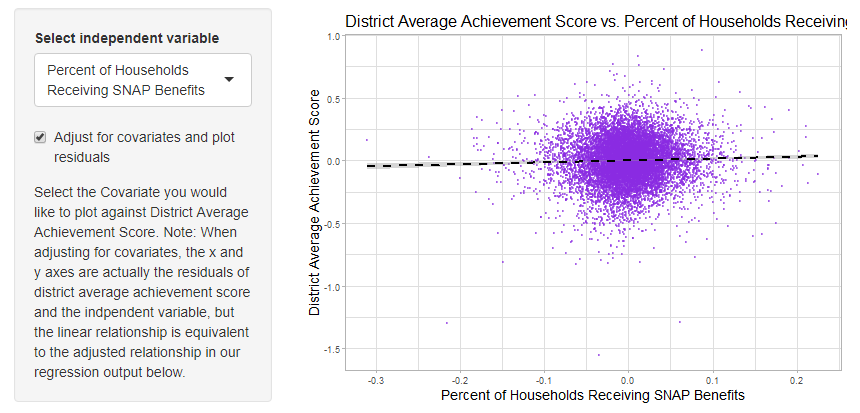 Select independent variable
Percent of Households
Receiving SNAP Benefits
Adjust for covariates and plot
residuals
Select the Covariate you would
like to plot against District Average
Achievement Score. Note: When
adjusting for covariates, the x and
y axes are actually the residuals of
district average achievement score
and the indpendent variable, but
the linear relationship is equivalent
to the adjusted relationship in our
regression output below.
District Average Achievement Score vs. Percent of Households Receiving
District Average Achievement Score
1.0
0.5
0.0
-0.5
-1.0
-1.5
-0.3 -0.2 -0.1 0.0 0.1 0.2
Percent of Households Receiving SNAP Benefits